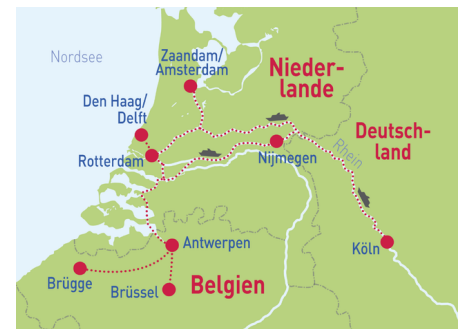 Nordsee
Zaandam/
Amsterdam
Nieder-
lande
Den Haag/
Delft
Deutsch-
land
Rotterdam
Nijmegen
Rhein
Antwerpen
Köln
Brügge
Brüssel
Belgien